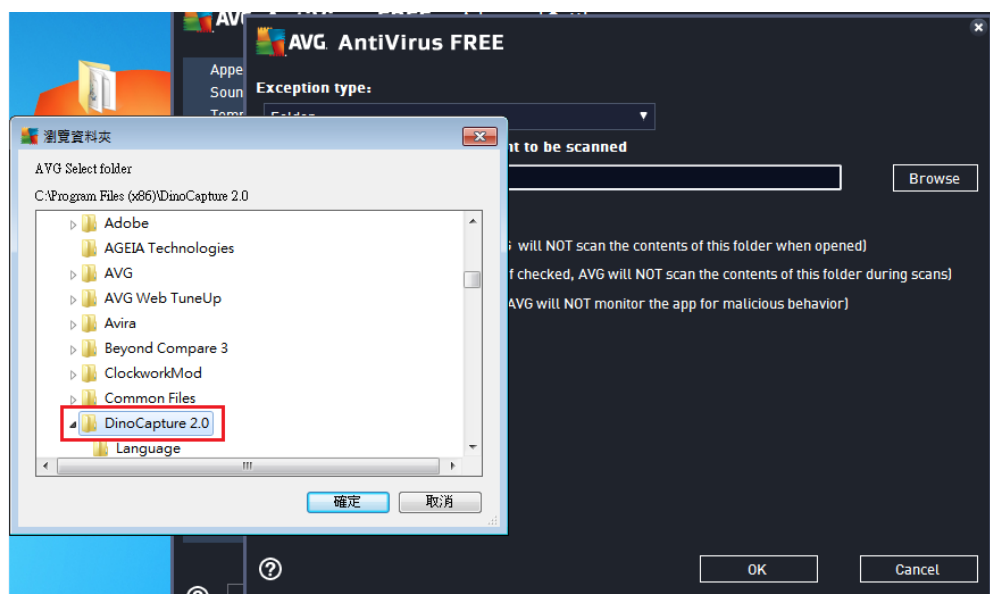 AVG AntiVirus FREE
Appe
Soun
Exception type:
瀏覽資料夾
nt to be scanned
AVG Select folder
Browse
C:\Program Files (x86)\DinoCapture 2.0
Adobe
AGEIA Technologies
will NOT scan the contents of this folder when opened)
AVG
f checked, AVG will NOT scan the contents of this folder during scans)
AVG Web TuneUp
AVG will NOT monitor the app for malicious behavior)
Avira
Beyond Compare 3
ClockworkMod
Common Files
DinoCapture 2.0
Language
確定
取消
OK
Cancel